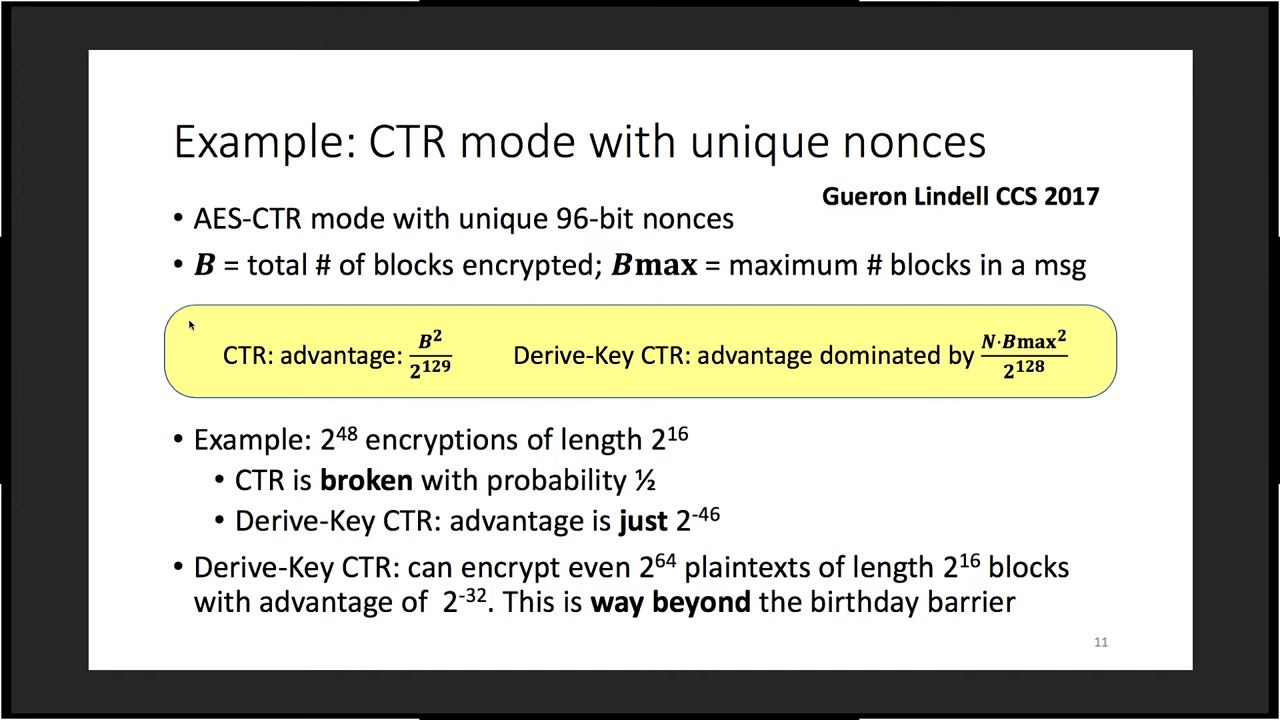 Example: CTR mode with unique nonces
Gueron Lindell CCS 2017
• AES-CTR mode with unique 96-bit nonces
• B = total # of blocks encrypted; Bmax = maximum # blocks in a msg
CTR: advantage: B²/2¹²⁹ Derive-Key CTR: advantage dominated by N·Bmax²/2¹²⁸
• Example: 2⁴⁸ encryptions of length 2¹⁶
• CTR is broken with probability ½
• Derive-Key CTR: advantage is just 2⁻⁴⁶
• Derive-Key CTR: can encrypt even 2⁶⁴ plaintexts of length 2¹⁶ blocks
with advantage of 2⁻³². This is way beyond the birthday barrier
11